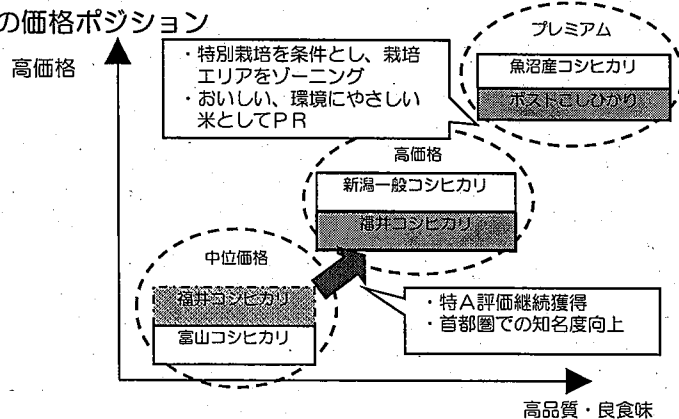 の価格ポジション
高価格
・特別栽培を条件とし、栽培
エリアをゾーニング
・おいしい、環境にやさしい
米としてPR
プレミアム
魚沼産コシヒカリ
ポストこしひかり
高価格
新潟一般コシヒカリ
福井コシヒカリ
中位価格
福井コシヒカリ
富山コシヒカリ
・特A評価継続獲得
・首都圏での知名度向上
高品質・良食味